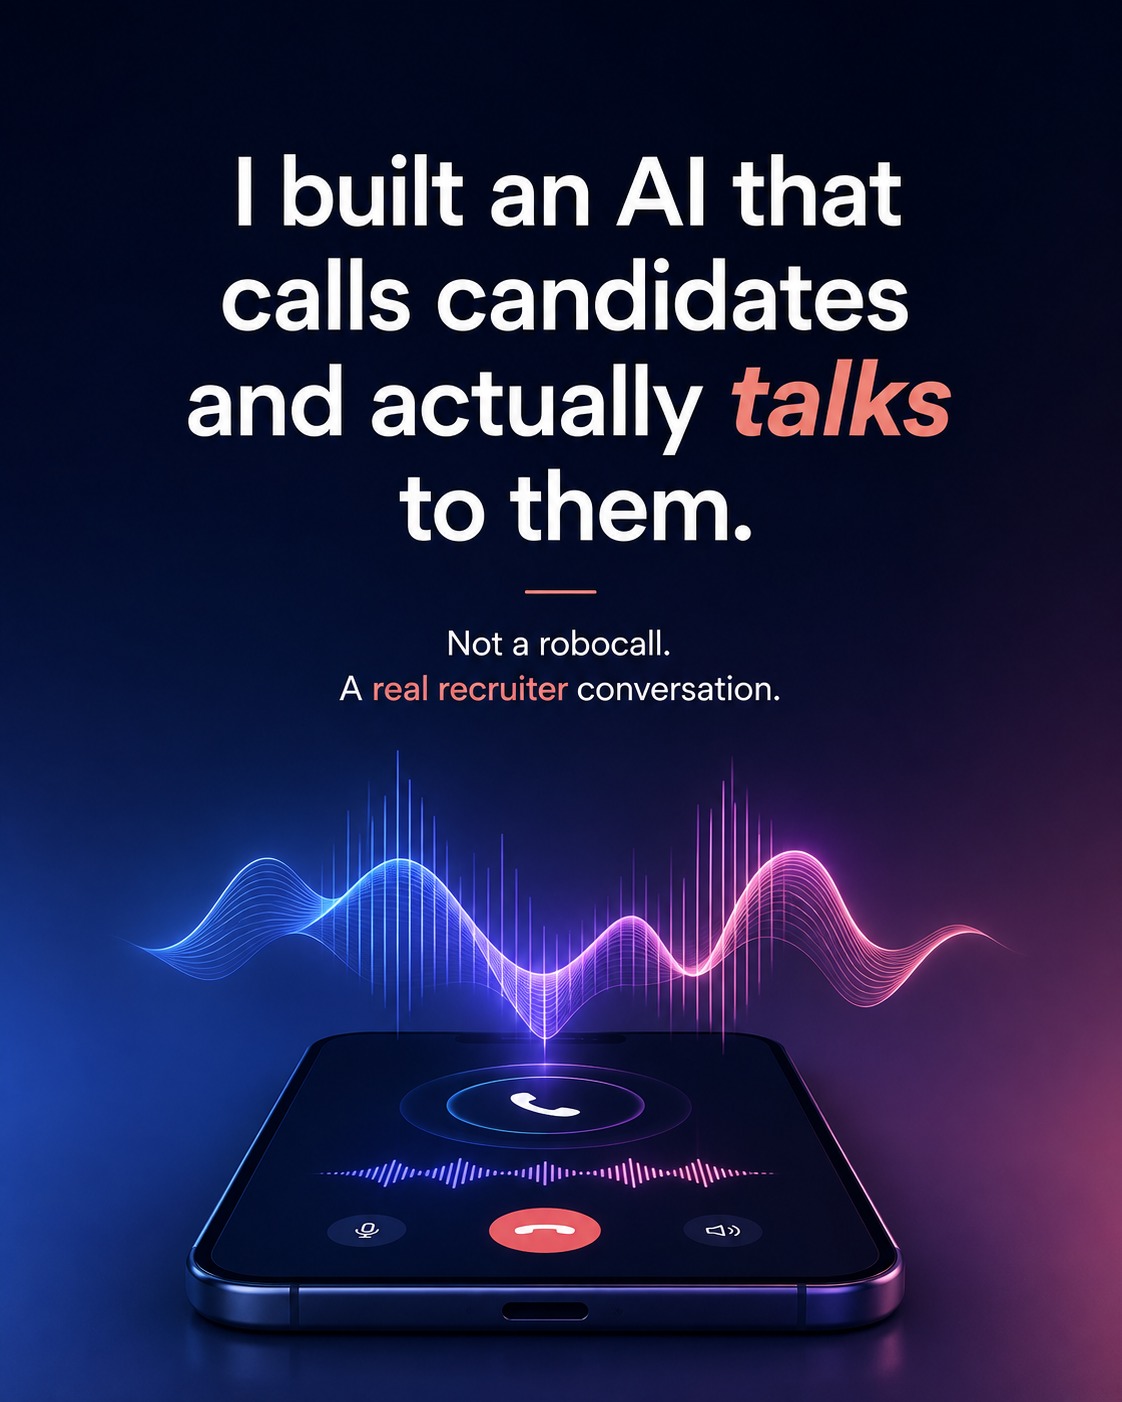 I built an AI that
calls candidates
and actually talks
to them.
Not a robocall.
A real recruiter conversation.